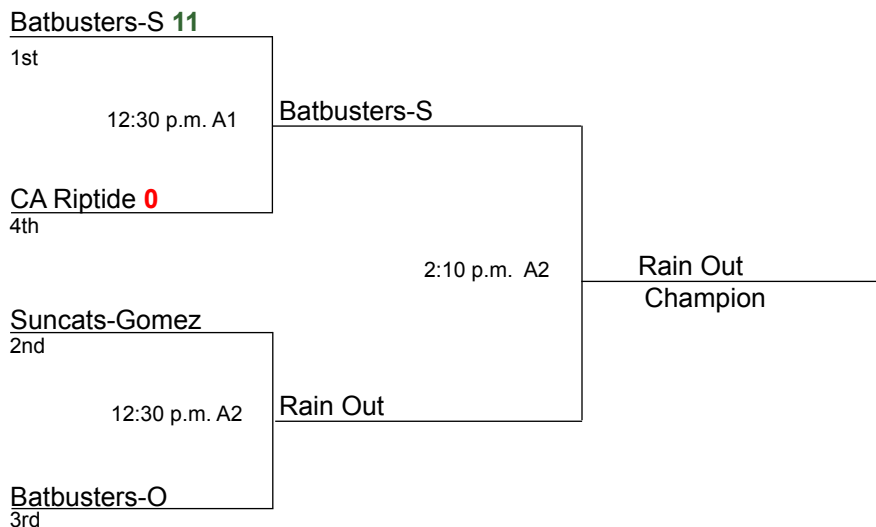 Batbusters-S 11
1st
12:30 p.m. A1
Batbusters-S
CA Riptide 0
4th
2:10 p.m. A2
Rain Out
Champion
Suncats-Gomez
2nd
12:30 p.m. A2
Rain Out
Batbusters-O
3rd